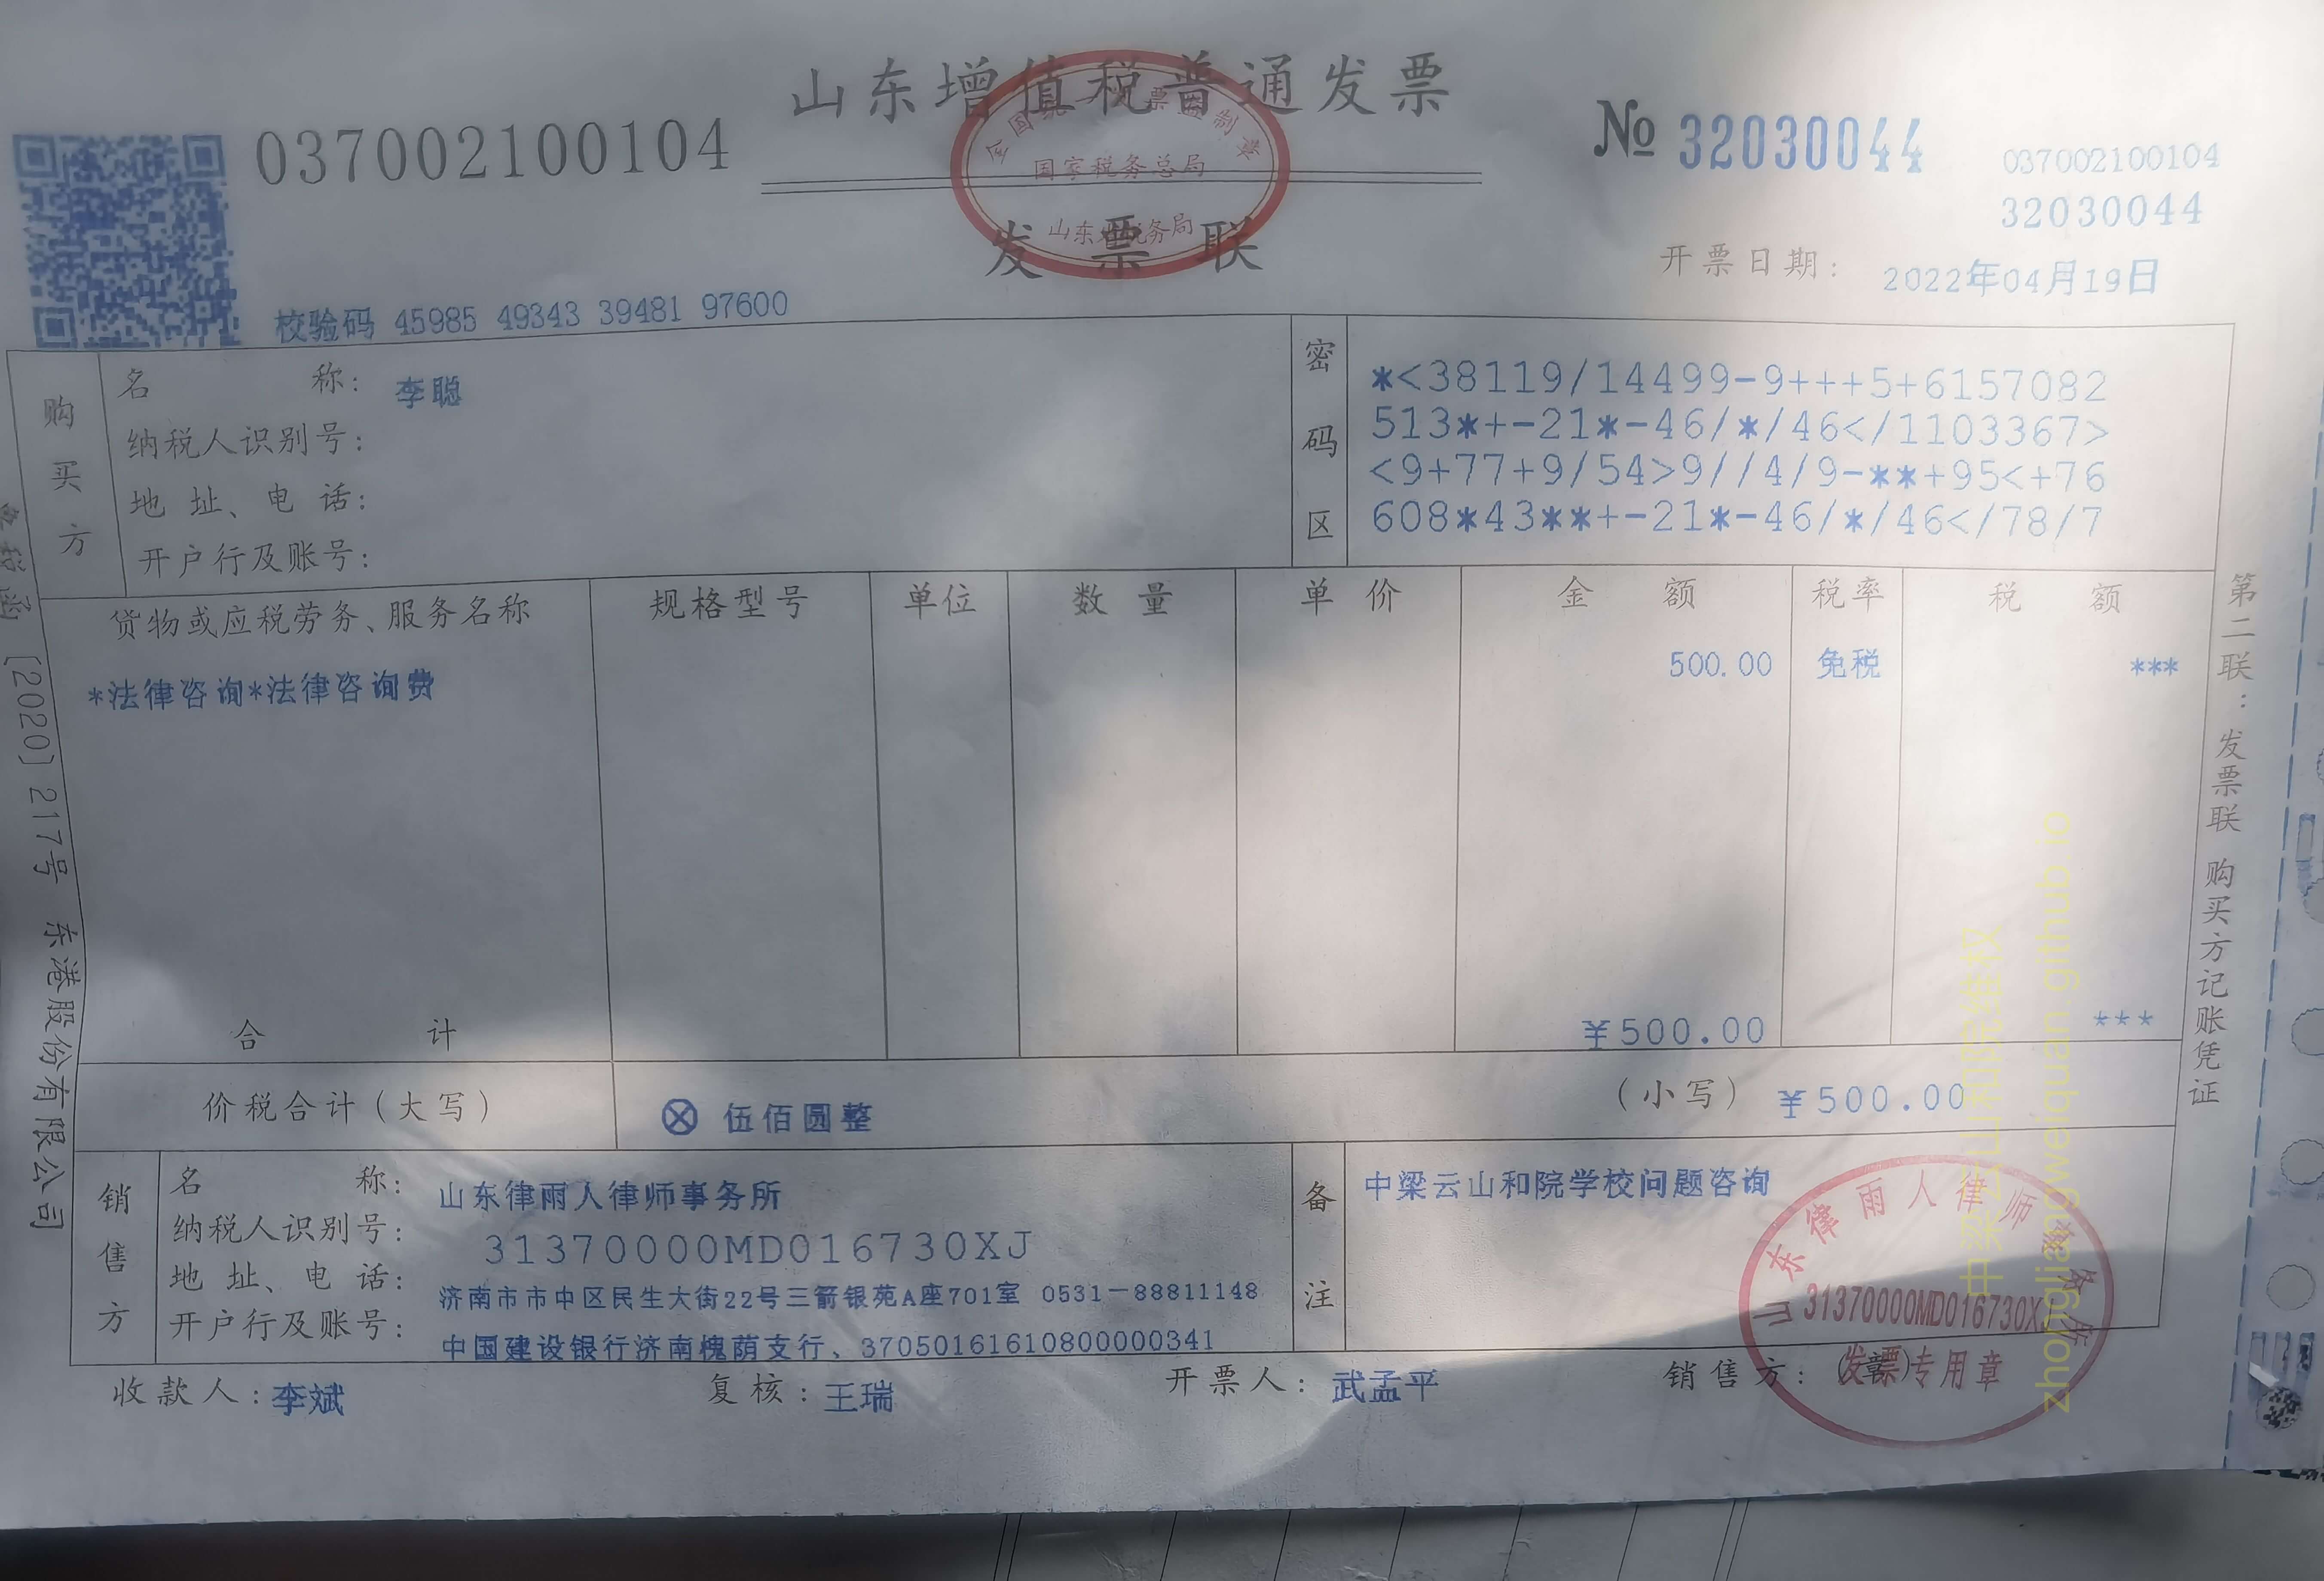 山东增值税普通发票
037002100104
№ 32030044
037002100104
32030044
全国统一发票监制章
国家税务总局
山东省税务局
发票联
开票日期: 2022年04月19日
校验码 45985 49343 39481 97600
购买方
名称: 李聪
纳税人识别号:
地址、电话:
开户行及账号:
密码区
*<38119/14499-9+++5+6157082
513*+-21*-46/*/46</1103367>
<9+77+9/54>9//4/9-**+95<+76
608*43**+-21*-46/*/46</78/7
货物或应税劳务、服务名称 规格型号 单位 数量 单价 金额 税率 税额
*法律咨询*法律咨询费 500.00 免税 ***
合计 ¥500.00 ***
价税合计(大写) ⊗ 伍佰圆整 (小写) ¥500.00
销售方
名称: 山东律雨人律师事务所
纳税人识别号: 31370000MD016730XJ
地址、电话: 济南市市中区民生大街22号三箭银苑A座701室 0531-88811148
开户行及账号: 中国建设银行济南槐荫支行、37050161610800000341
备注
中梁云山和院学校问题咨询
收款人: 李斌 复核: 王瑞 开票人: 武孟平 销售方: (章)
山东律雨人律师事务所
31370000MD016730XJ
发票专用章
第二联: 发票联 购买方记账凭证
[2020] 217号 东港股份有限公司
中梁云山和院维权
zhongliangweiquan.github.io